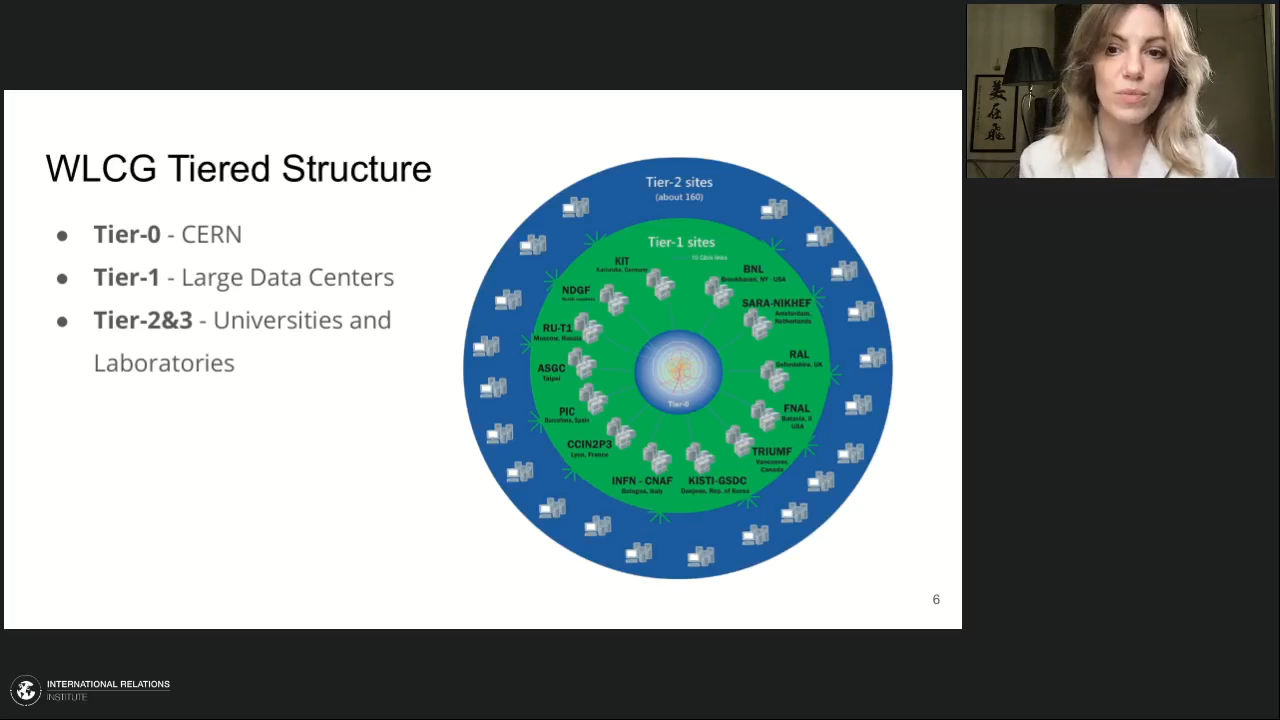 WLCG Tiered Structure
● Tier-0 - CERN
● Tier-1 - Large Data Centers
● Tier-2&3 - Universities and
Laboratories
Tier-2 sites
(about 160)
Tier-1 sites
10 Gbit/s links
KIT
Karlsruhe, Germany
BNL
Brookhaven, NY - USA
NDGF
SARA-NIKHEF
Amsterdam,
Netherlands
RU-T1
Moscow, Russia
RAL
Oxfordshire, UK
ASGC
Taipei
Tier-0
PIC
Barcelona, Spain
FNAL
Batavia, Il
USA
CCIN2P3
Lyon, France
TRIUMF
Vancouver,
Canada
INFN - CNAF
Bologna, Italy
KISTI-GSDC
Daejeon, Rep. of Korea
6
INTERNATIONAL RELATIONS
INSTITUTE